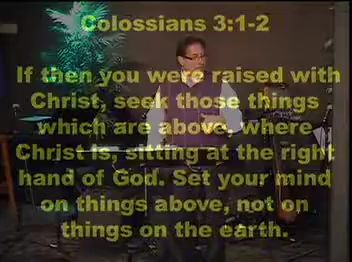 Colossians 3:1-2
If then you were raised with
Christ, seek those things
which are above, where
Christ is, sitting at the right
hand of God. Set your mind
on things above, not on
things on the earth.